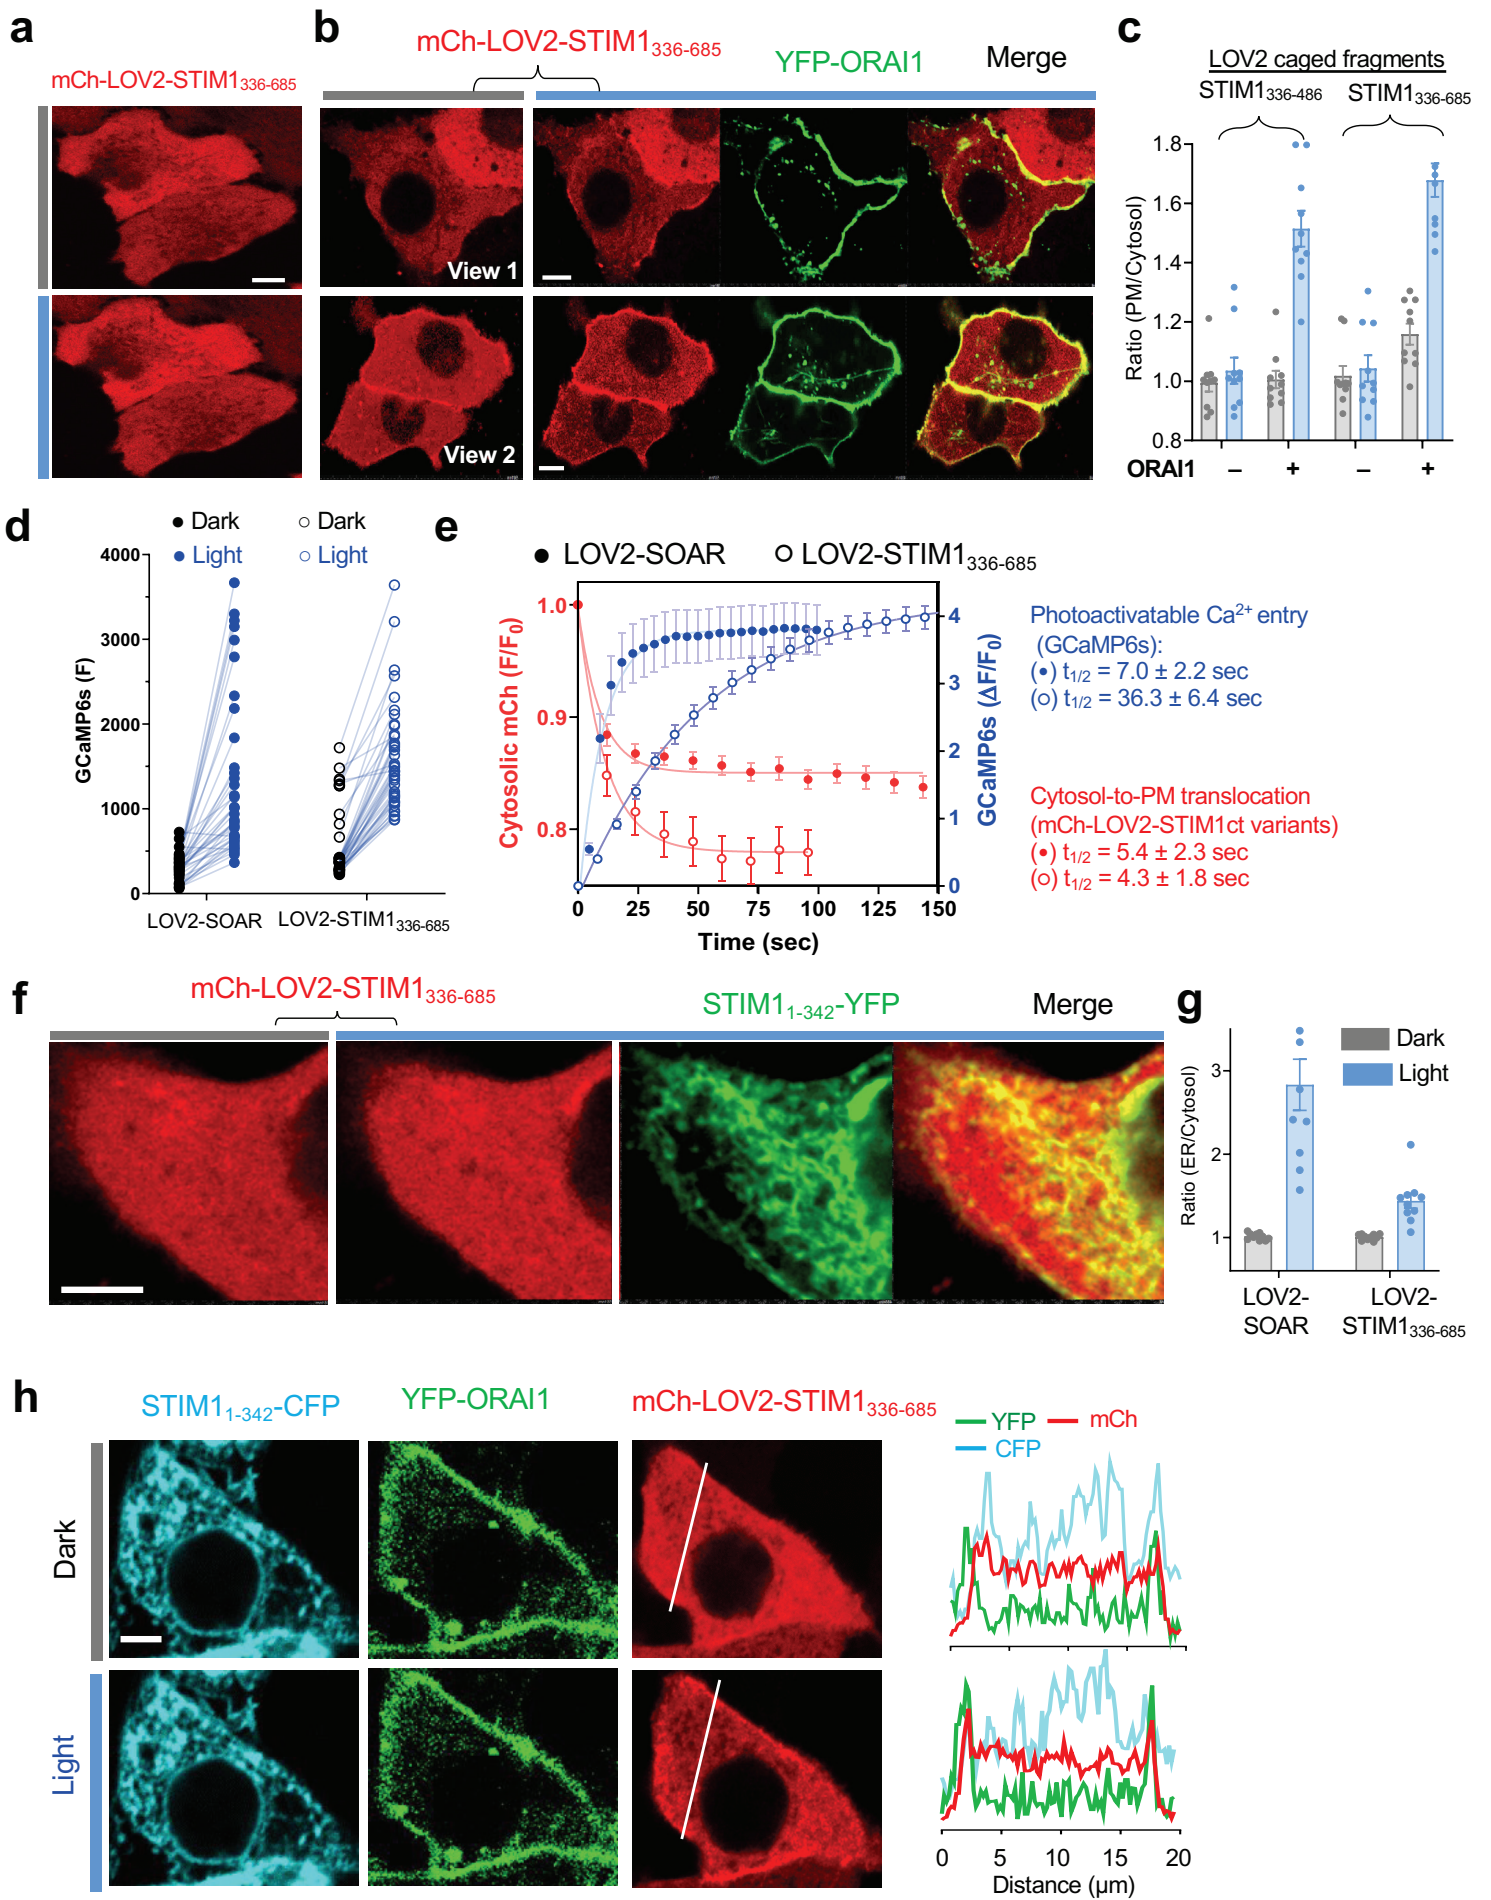 a
mCh-LOV2-STIM1336-685
b
mCh-LOV2-STIM1336-685
YFP-ORAI1
Merge
View 1
View 2
c
LOV2 caged fragments
STIM1336-486
STIM1336-685
Ratio (PM/Cytosol)
1.8
1.6
1.4
1.2
1.0
0.8
ORAI1
–
+
–
+
d
Dark
Dark
Light
Light
GCaMP6s (F)
4000
3000
2000
1000
0
LOV2-SOAR
LOV2-STIM1336-685
e
LOV2-SOAR
LOV2-STIM1336-685
Cytosolic mCh (F/F0)
1.0
0.9
0.8
GCaMP6s (ΔF/F0)
4
3
2
1
0
0 25 50 75 100 125 150
Time (sec)
Photoactivatable Ca2+ entry
(GCaMP6s):
(●) t1/2 = 7.0 ± 2.2 sec
(○) t1/2 = 36.3 ± 6.4 sec
Cytosol-to-PM translocation
(mCh-LOV2-STIM1ct variants)
(●) t1/2 = 5.4 ± 2.3 sec
(○) t1/2 = 4.3 ± 1.8 sec
f
mCh-LOV2-STIM1336-685
STIM11-342-YFP
Merge
g
Dark
Light
Ratio (ER/Cytosol)
3
2
1
LOV2-
SOAR
LOV2-
STIM1336-685
h
STIM11-342-CFP
YFP-ORAI1
mCh-LOV2-STIM1336-685
YFP
mCh
CFP
Dark
Light
0 5 10 15 20
Distance (µm)